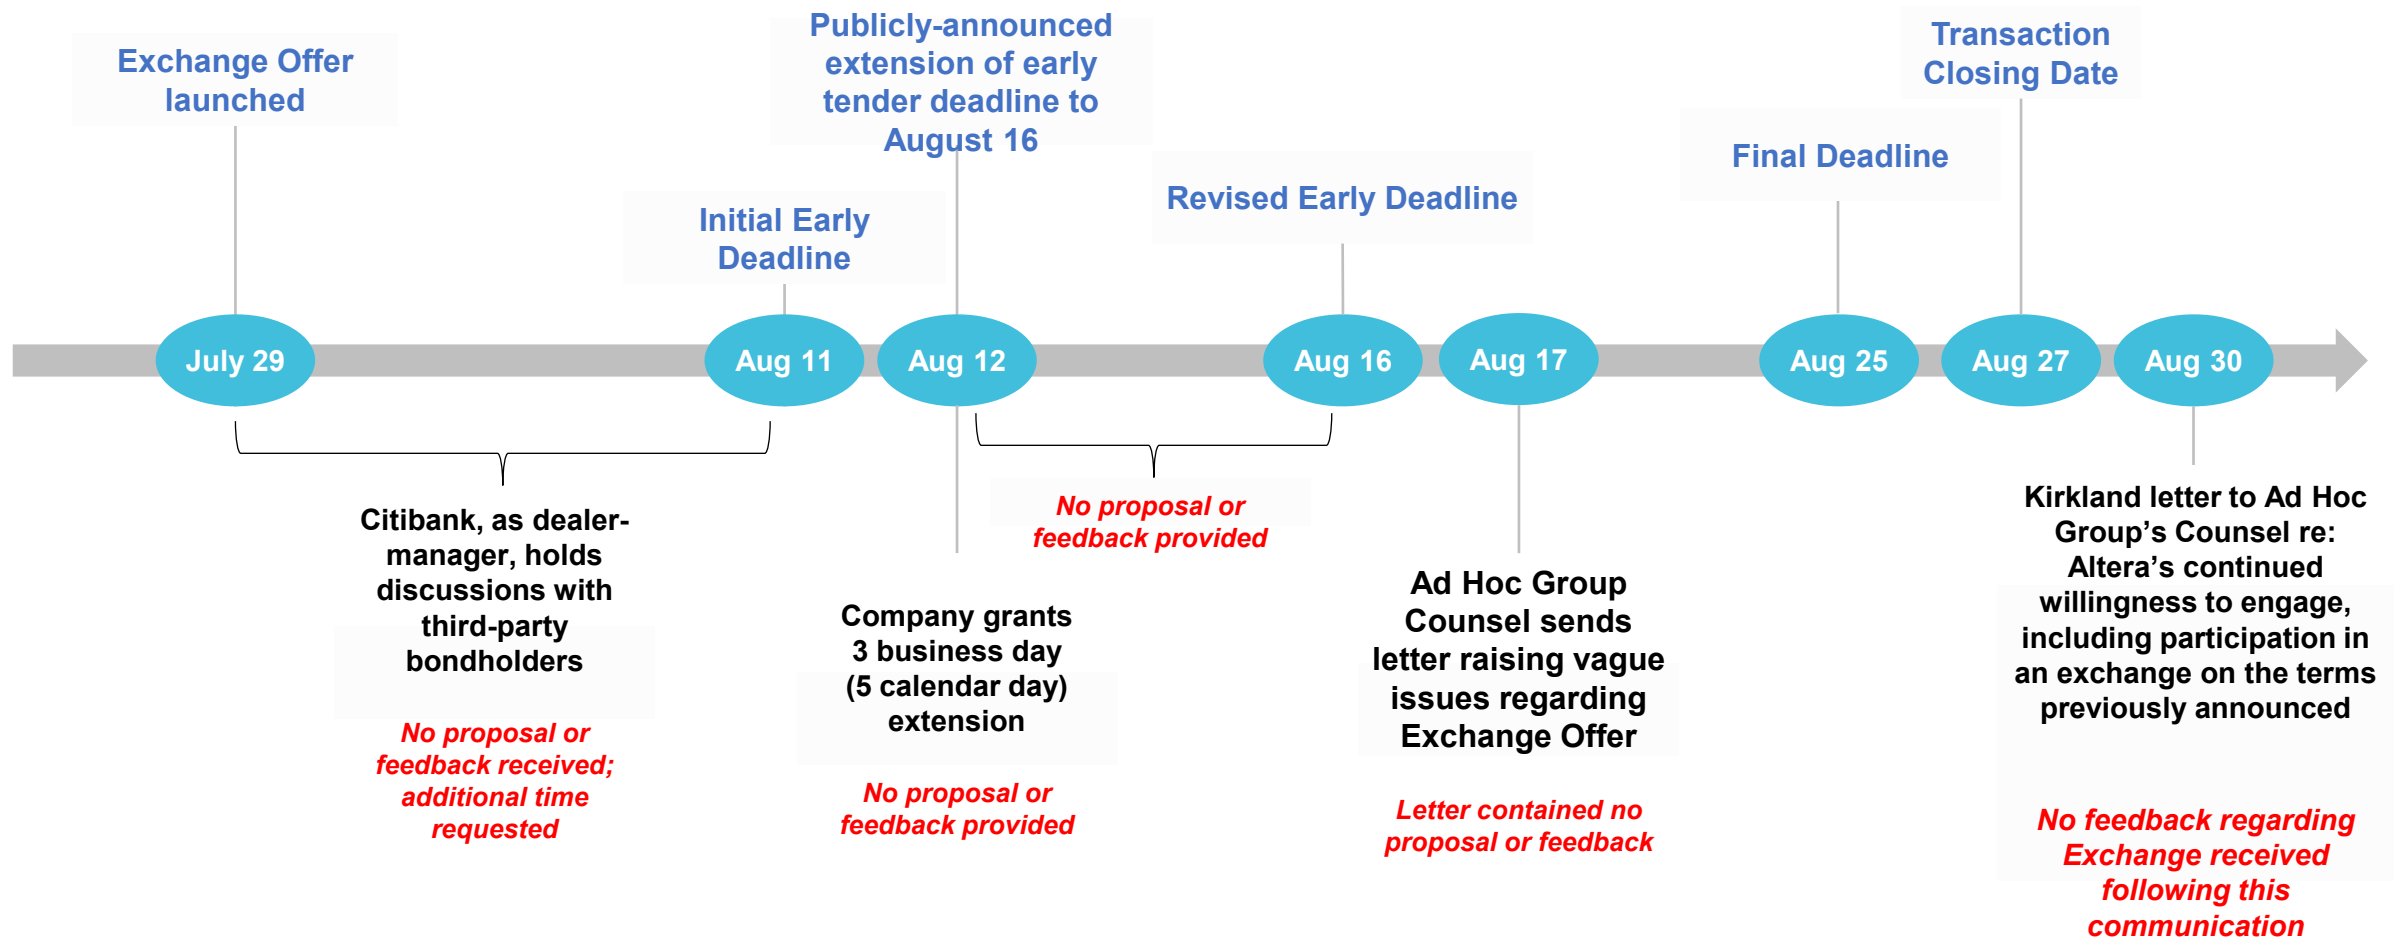 Exchange Offer
launched
Publicly-announced
extension of early
tender deadline to
August 16
Transaction
Closing Date
Initial Early
Deadline
Revised Early Deadline
Final Deadline
July 29
Aug 11
Aug 12
Aug 16
Aug 17
Aug 25
Aug 27
Aug 30
Citibank, as dealer-
manager, holds
discussions with
third-party
bondholders
No proposal or
feedback received;
additional time
requested
Company grants
3 business day
(5 calendar day)
extension
No proposal or
feedback provided
No proposal or
feedback provided
Ad Hoc Group
Counsel sends
letter raising vague
issues regarding
Exchange Offer
Letter contained no
proposal or feedback
Kirkland letter to Ad Hoc
Group’s Counsel re:
Altera’s continued
willingness to engage,
including participation in
an exchange on the terms
previously announced
No feedback regarding
Exchange received
following this
communication